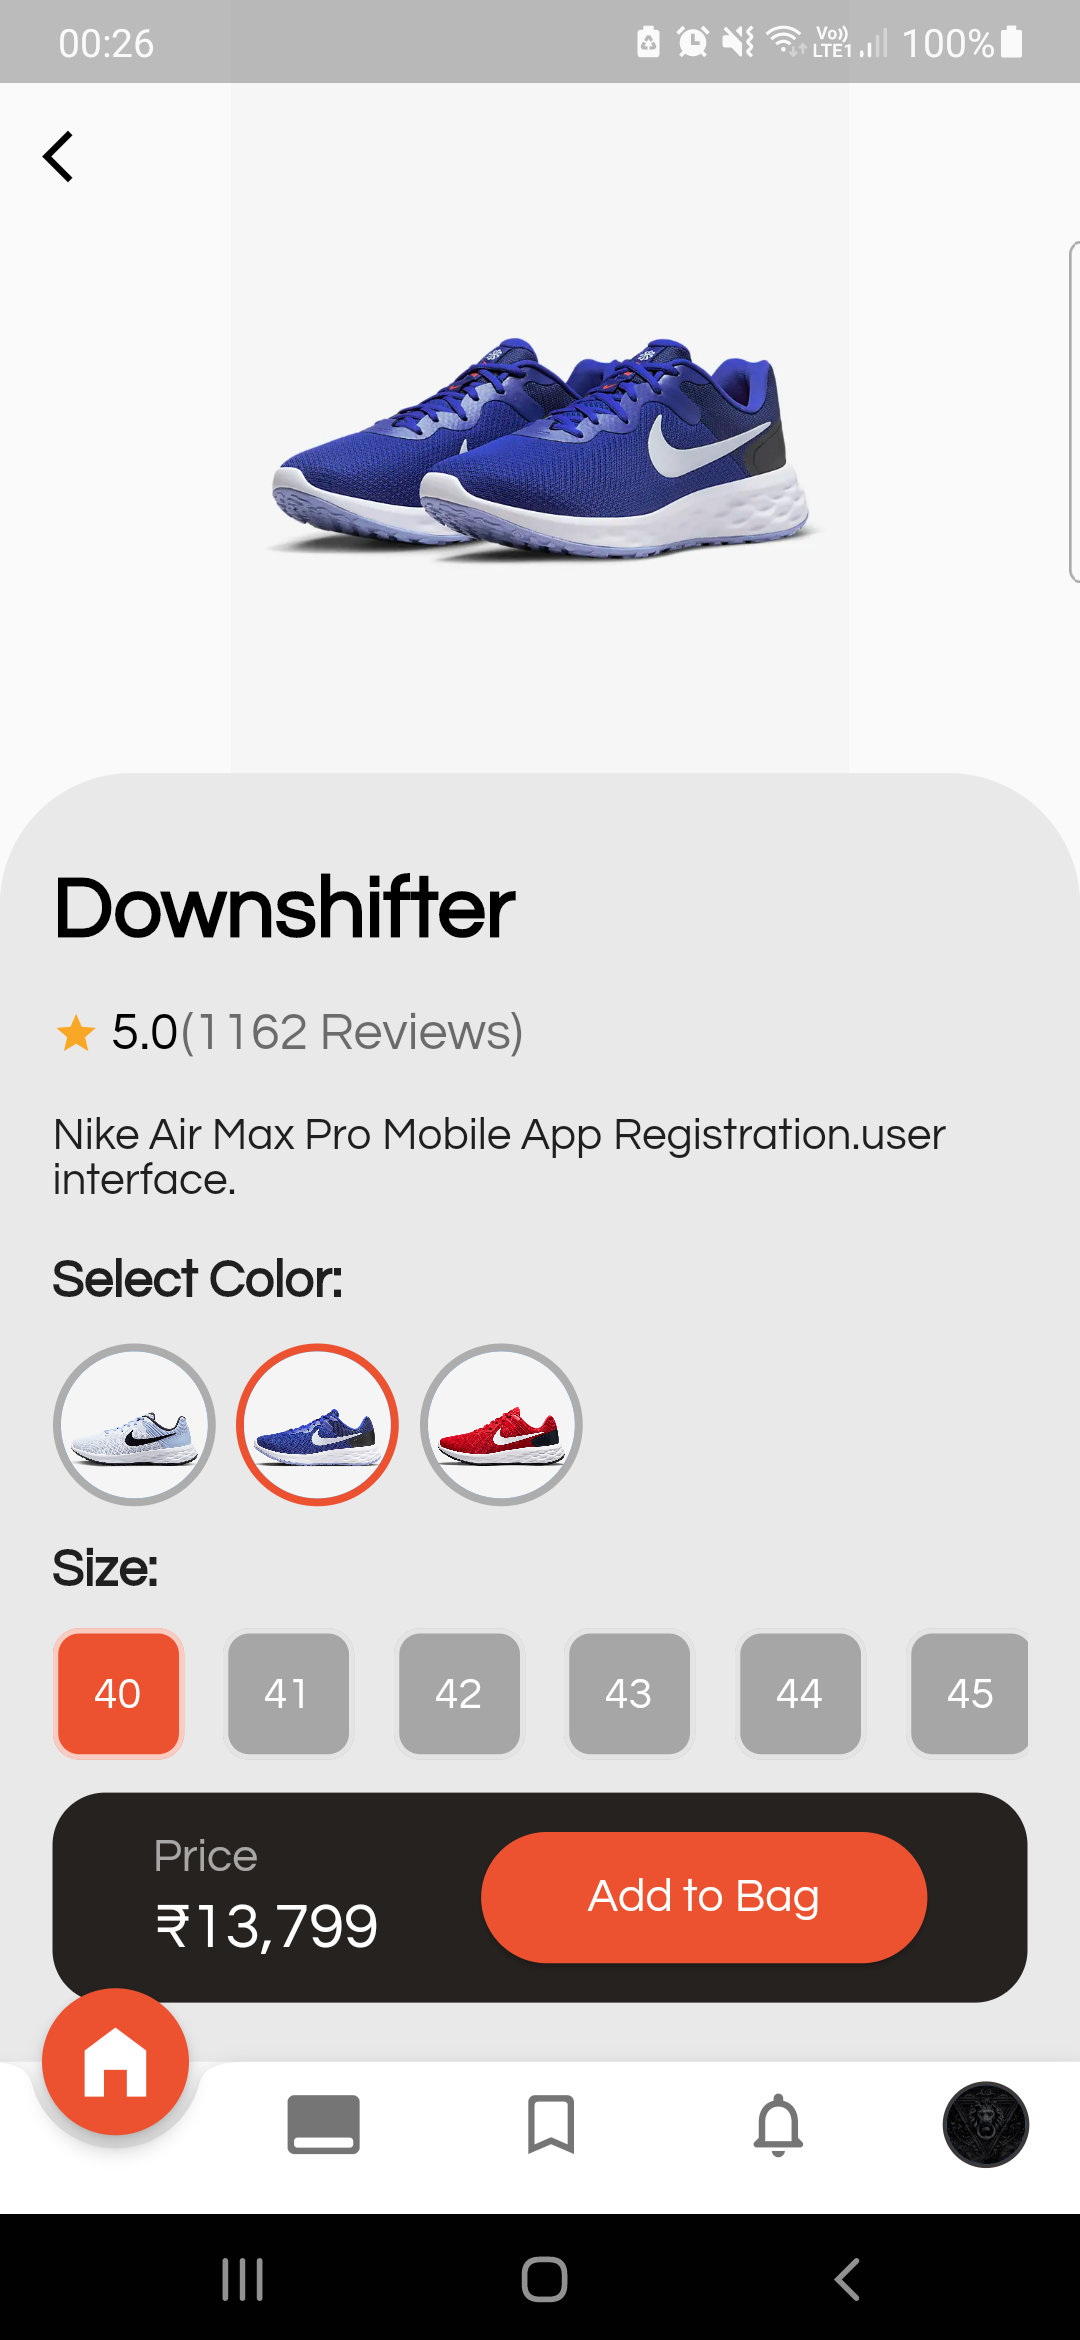 00:26
Vo))
LTE1
100%
Downshifter
5.0(1162 Reviews)
Nike Air Max Pro Mobile App Registration.user
interface.
Select Color:
Size:
40 41 42 43 44 45
Price
₹13,799
Add to Bag